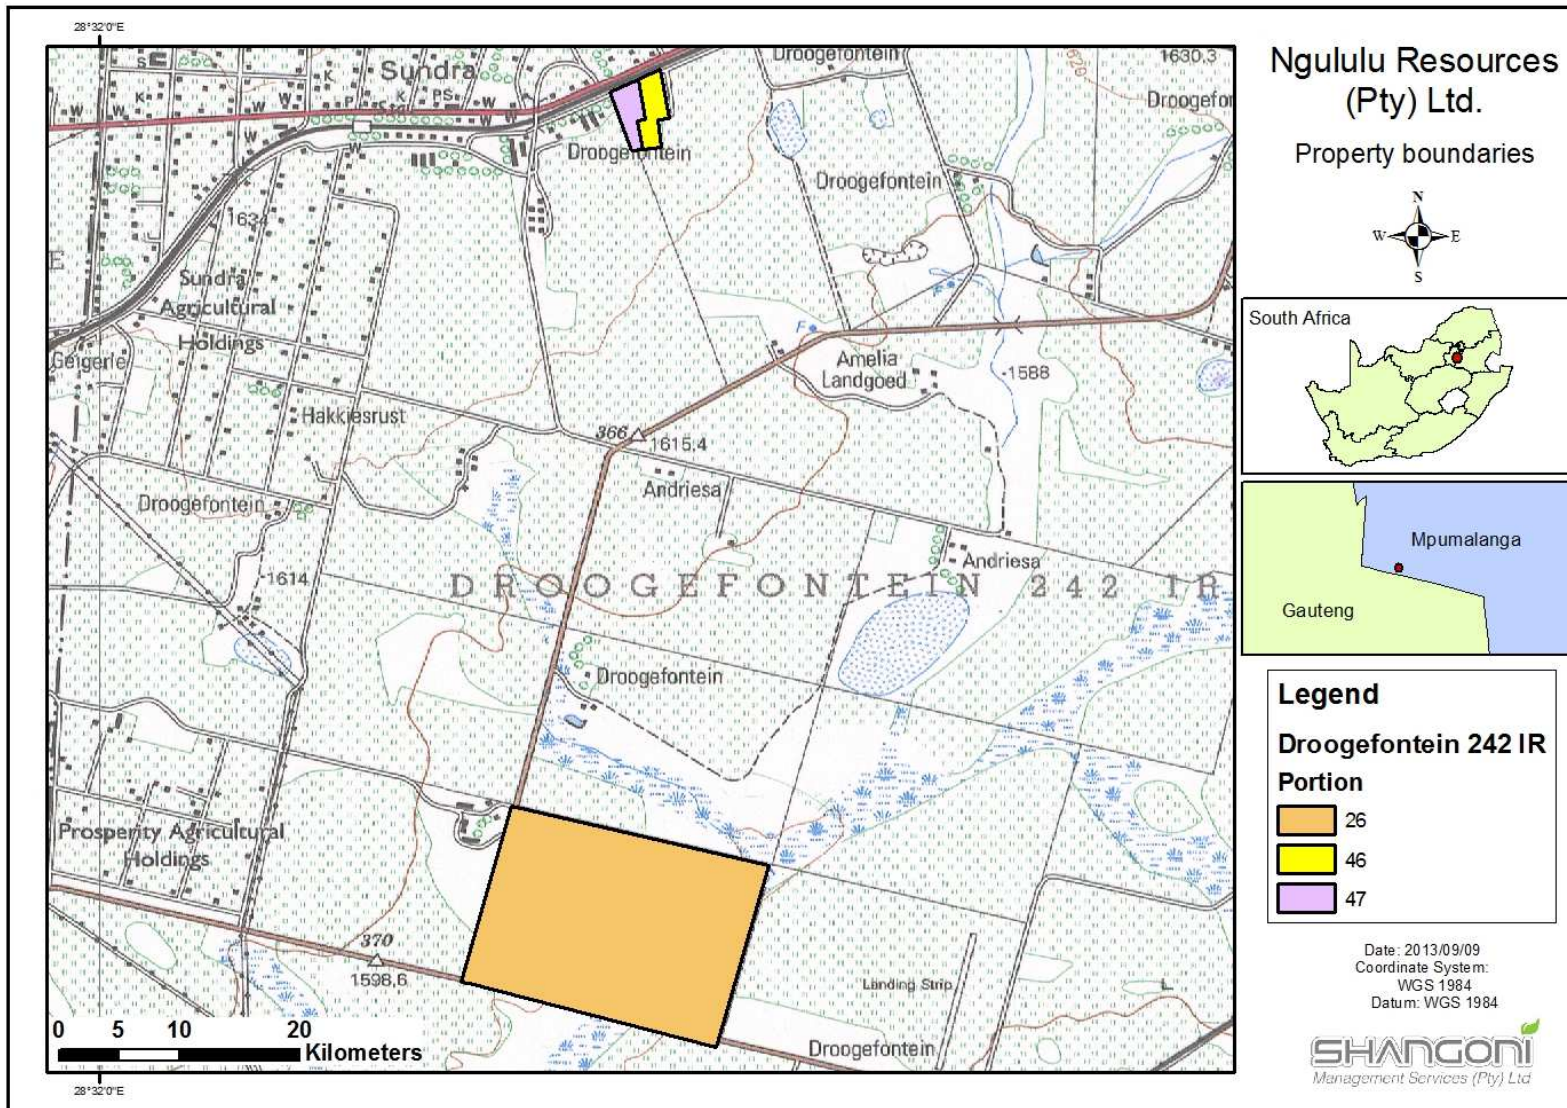 28°32'0"E
Sundra
S
K
K
K
P
PS
Sta
W
W
W
W
W
W
W
W
Droogefontein
1630.3
Droogefon
Droogefontein
Droogefontein
1634
E
Sundra
Agricultural
Holdings
Geigerle
F
F
Amelia
Landgoed
1588
Hakkiesrust
366
1615.4
Andriesa
Droogefontein
Andriesa
1614
DROOGEFONTEIN 242 IR
Droogefontein
Prosperity Agricultural
Holdings
370
1598,6
Landing Strip
L
Droogefontein
0 5 10 20
Kilometers
28°32'0"E
Ngululu Resources
(Pty) Ltd.
Property boundaries
N
W E
S
South Africa
Mpumalanga
Gauteng
Legend
Droogefontein 242 IR
Portion
26
46
47
Date: 2013/09/09
Coordinate System:
WGS 1984
Datum: WGS 1984
SHANGONI
Management Services (Pty) Ltd